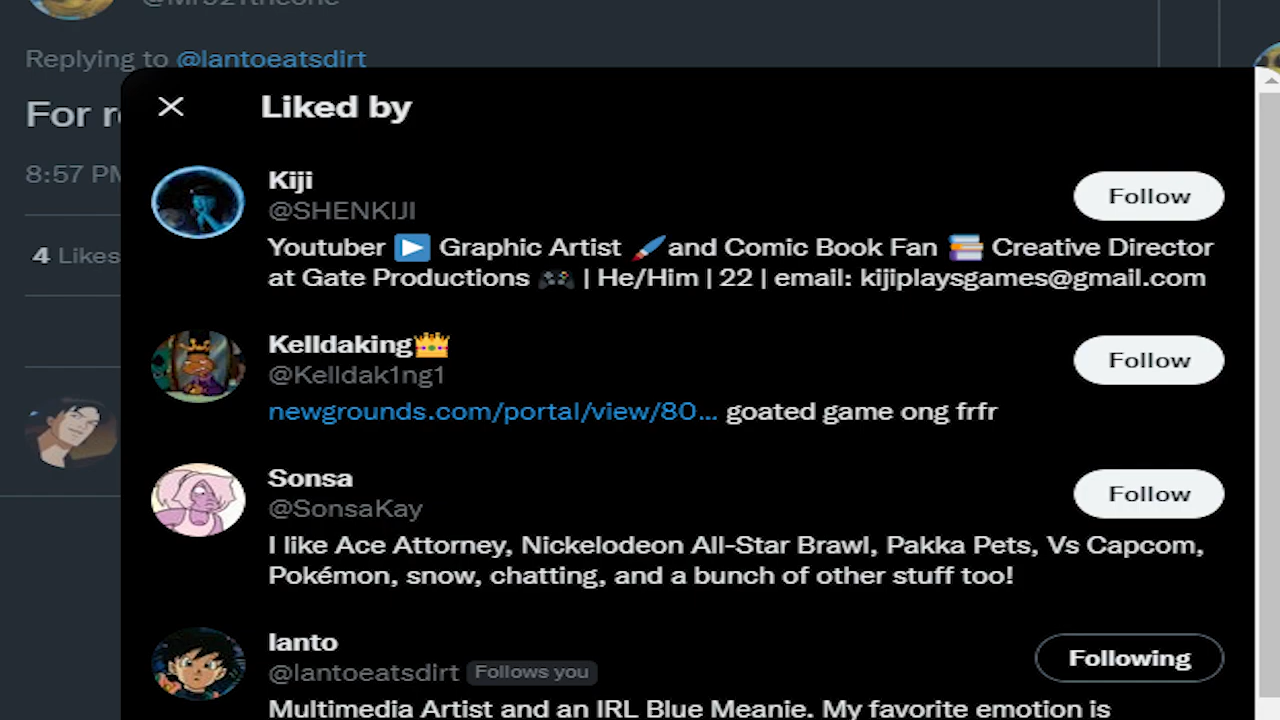 Replying to @lantoeatsdirt
For
8:57 PM
4 Likes
Liked by
Kiji
@SHENKIJI
Follow
Youtuber ▶️ Graphic Artist 🖌️and Comic Book Fan 📚 Creative Director
at Gate Productions 🎮 | He/Him | 22 | email: kijiplaysgames@gmail.com
Kelldaking👑
@Kelldak1ng1
Follow
newgrounds.com/portal/view/80... goated game ong frfr
Sonsa
@SonsaKay
Follow
I like Ace Attorney, Nickelodeon All-Star Brawl, Pakka Pets, Vs Capcom,
Pokémon, snow, chatting, and a bunch of other stuff too!
lanto
@lantoeatsdirt Follows you
Following
Multimedia Artist and an IRL Blue Meanie. My favorite emotion is